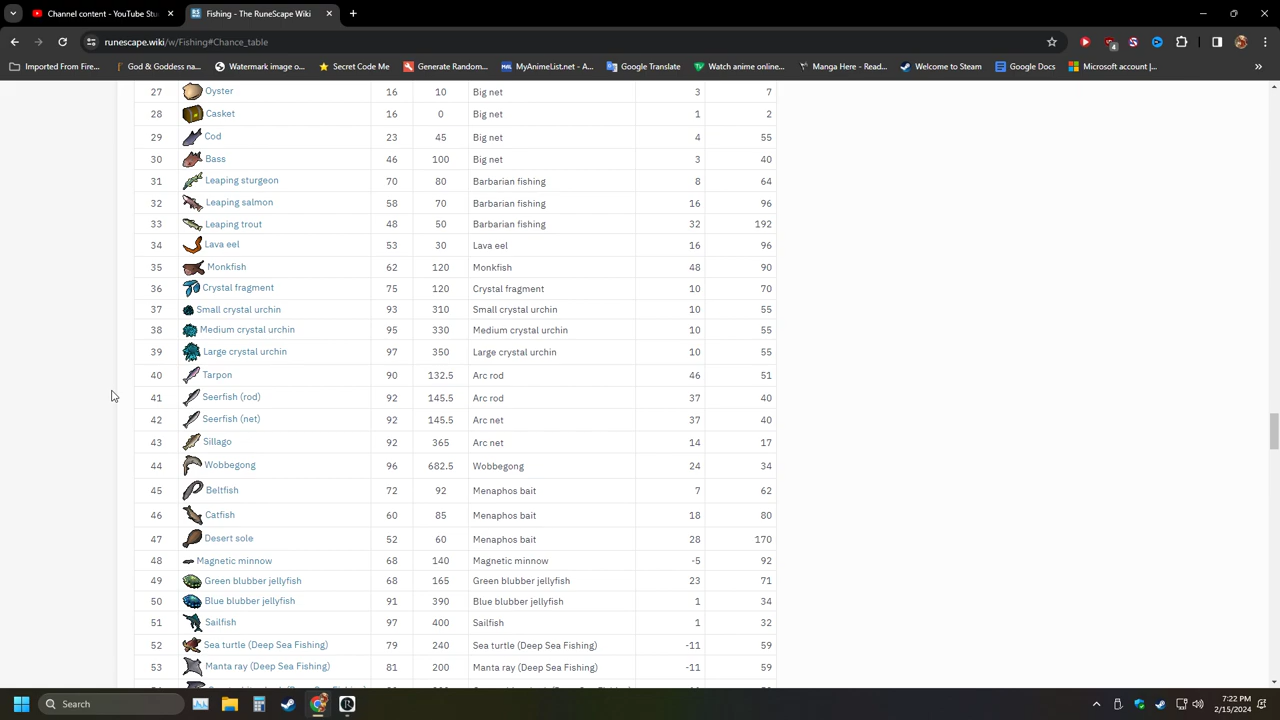 Channel content - YouTube Stu
Fishing - The RuneScape Wiki
runescape.wiki/w/Fishing#Chance_table
4
Imported From Fire...
God & Goddess na...
Watermark image o...
Secret Code Me
Generate Random...
MyAnimeList.net - A...
Google Translate
Watch anime online...
Manga Here - Read...
Welcome to Steam
Google Docs
Microsoft account |...
27 Oyster 16 10 Big net 3 7
28 Casket 16 0 Big net 1 2
29 Cod 23 45 Big net 4 55
30 Bass 46 100 Big net 3 40
31 Leaping sturgeon 70 80 Barbarian fishing 8 64
32 Leaping salmon 58 70 Barbarian fishing 16 96
33 Leaping trout 48 50 Barbarian fishing 32 192
34 Lava eel 53 30 Lava eel 16 96
35 Monkfish 62 120 Monkfish 48 90
36 Crystal fragment 75 120 Crystal fragment 10 70
37 Small crystal urchin 93 310 Small crystal urchin 10 55
38 Medium crystal urchin 95 330 Medium crystal urchin 10 55
39 Large crystal urchin 97 350 Large crystal urchin 10 55
40 Tarpon 90 132.5 Arc rod 46 51
41 Seerfish (rod) 92 145.5 Arc rod 37 40
42 Seerfish (net) 92 145.5 Arc net 37 40
43 Sillago 92 365 Arc net 14 17
44 Wobbegong 96 682.5 Wobbegong 24 34
45 Beltfish 72 92 Menaphos bait 7 62
46 Catfish 60 85 Menaphos bait 18 80
47 Desert sole 52 60 Menaphos bait 28 170
48 Magnetic minnow 68 140 Magnetic minnow -5 92
49 Green blubber jellyfish 68 165 Green blubber jellyfish 23 71
50 Blue blubber jellyfish 91 390 Blue blubber jellyfish 1 34
51 Sailfish 97 400 Sailfish 1 32
52 Sea turtle (Deep Sea Fishing) 79 240 Sea turtle (Deep Sea Fishing) -11 59
53 Manta ray (Deep Sea Fishing) 81 200 Manta ray (Deep Sea Fishing) -11 59
Search
7:22 PM
2/15/2024